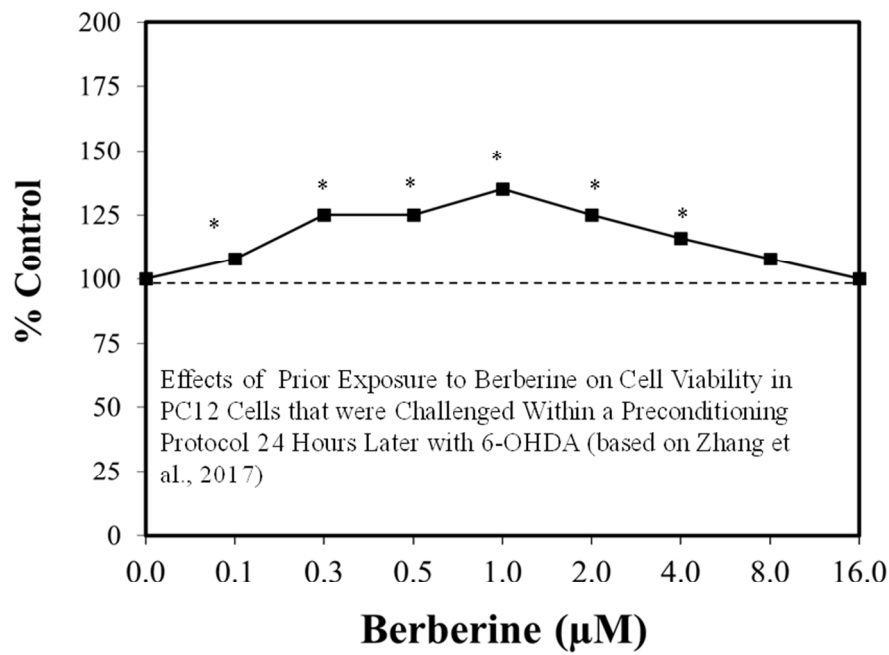 200
175
150
125
100
75
50
25
0
% Control
*
*
*
*
*
*
Effects of Prior Exposure to Berberine on Cell Viability in
PC12 Cells that were Challenged Within a Preconditioning
Protocol 24 Hours Later with 6-OHDA (based on Zhang et
al., 2017)
0.0 0.1 0.3 0.5 1.0 2.0 4.0 8.0 16.0
Berberine (μM)